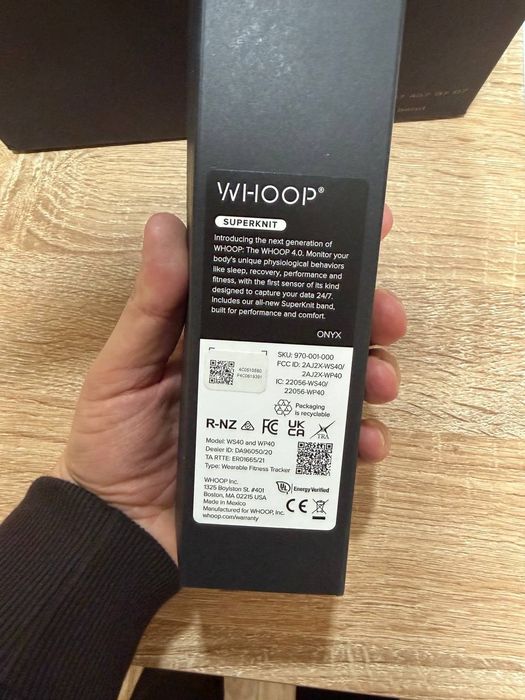 band
WHOOP®
SUPERKNIT
Introducing the next generation of
WHOOP: The WHOOP 4.0. Monitor your
body's unique physiological behaviors
like sleep, recovery, performance and
fitness, with the first sensor of its kind
designed to capture your data 24/7.
Includes our all-new SuperKnit band,
built for performance and comfort.
ONYX
SKU: 970-001-000
FCC ID: 2AJ2X-WS40/
2AJ2X-WP40
IC: 22056-WS40/
22056-WP40
Packaging
is recyclable
R-NZ FC UK CA TRA
Model: WS40 and WP40
Dealer ID: DA96050/20
TA RTTE: ER01665/21
Type: Wearable Fitness Tracker
WHOOP Inc.
1325 Boylston St. #401
Boston, MA 02215 USA
Made in Mexico
Manufactured for WHOOP, Inc.
whoop.com/warranty
UL Energy Verified
CE